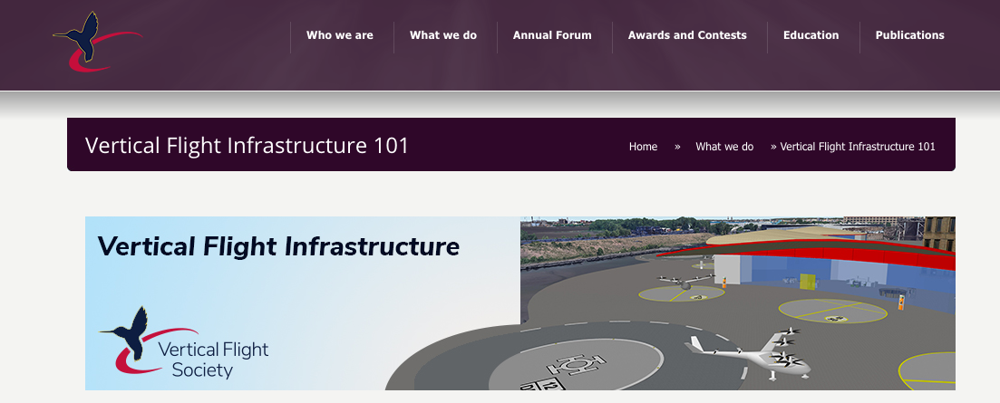 Who we are
What we do
Annual Forum
Awards and Contests
Education
Publications
Vertical Flight Infrastructure 101
Home » What we do » Vertical Flight Infrastructure 101
Vertical Flight Infrastructure
Vertical Flight
Society